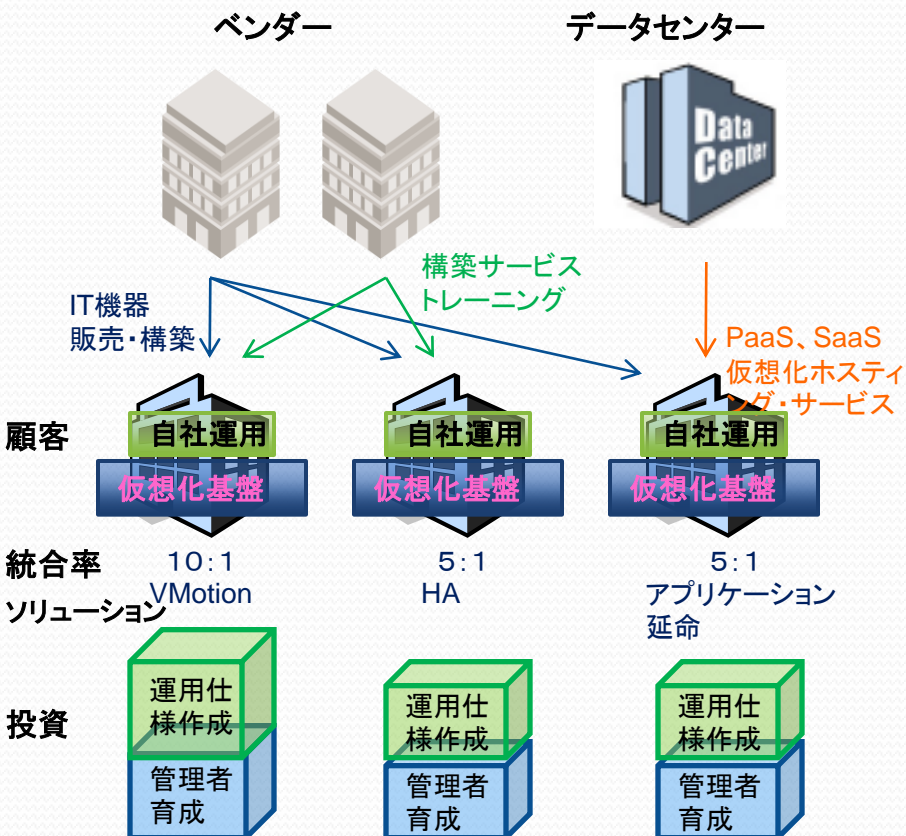 ベンダー
データセンター
Data
Center
構築サービス
トレーニング
IT機器
販売・構築
PaaS、SaaS
仮想化ホスティ
ング・サービス
顧客
自社運用
自社運用
自社運用
仮想化基盤
仮想化基盤
仮想化基盤
統合率
10:1
5:1
5:1
ソリューション
VMotion
HA
アプリケーション
延命
投資
運用仕
様作成
運用仕
様作成
運用仕
様作成
管理者
育成
管理者
育成
管理者
育成